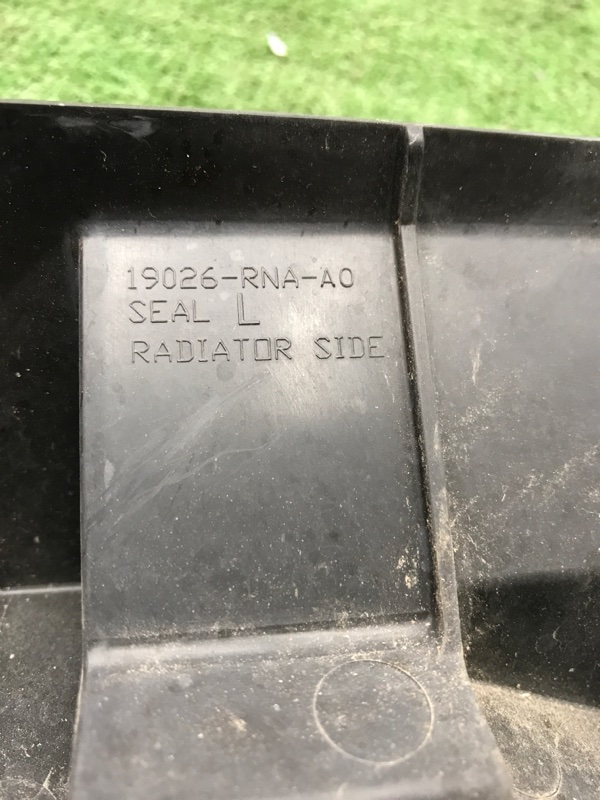 19026-RNA-A0
SEAL L
RADIATOR SIDE